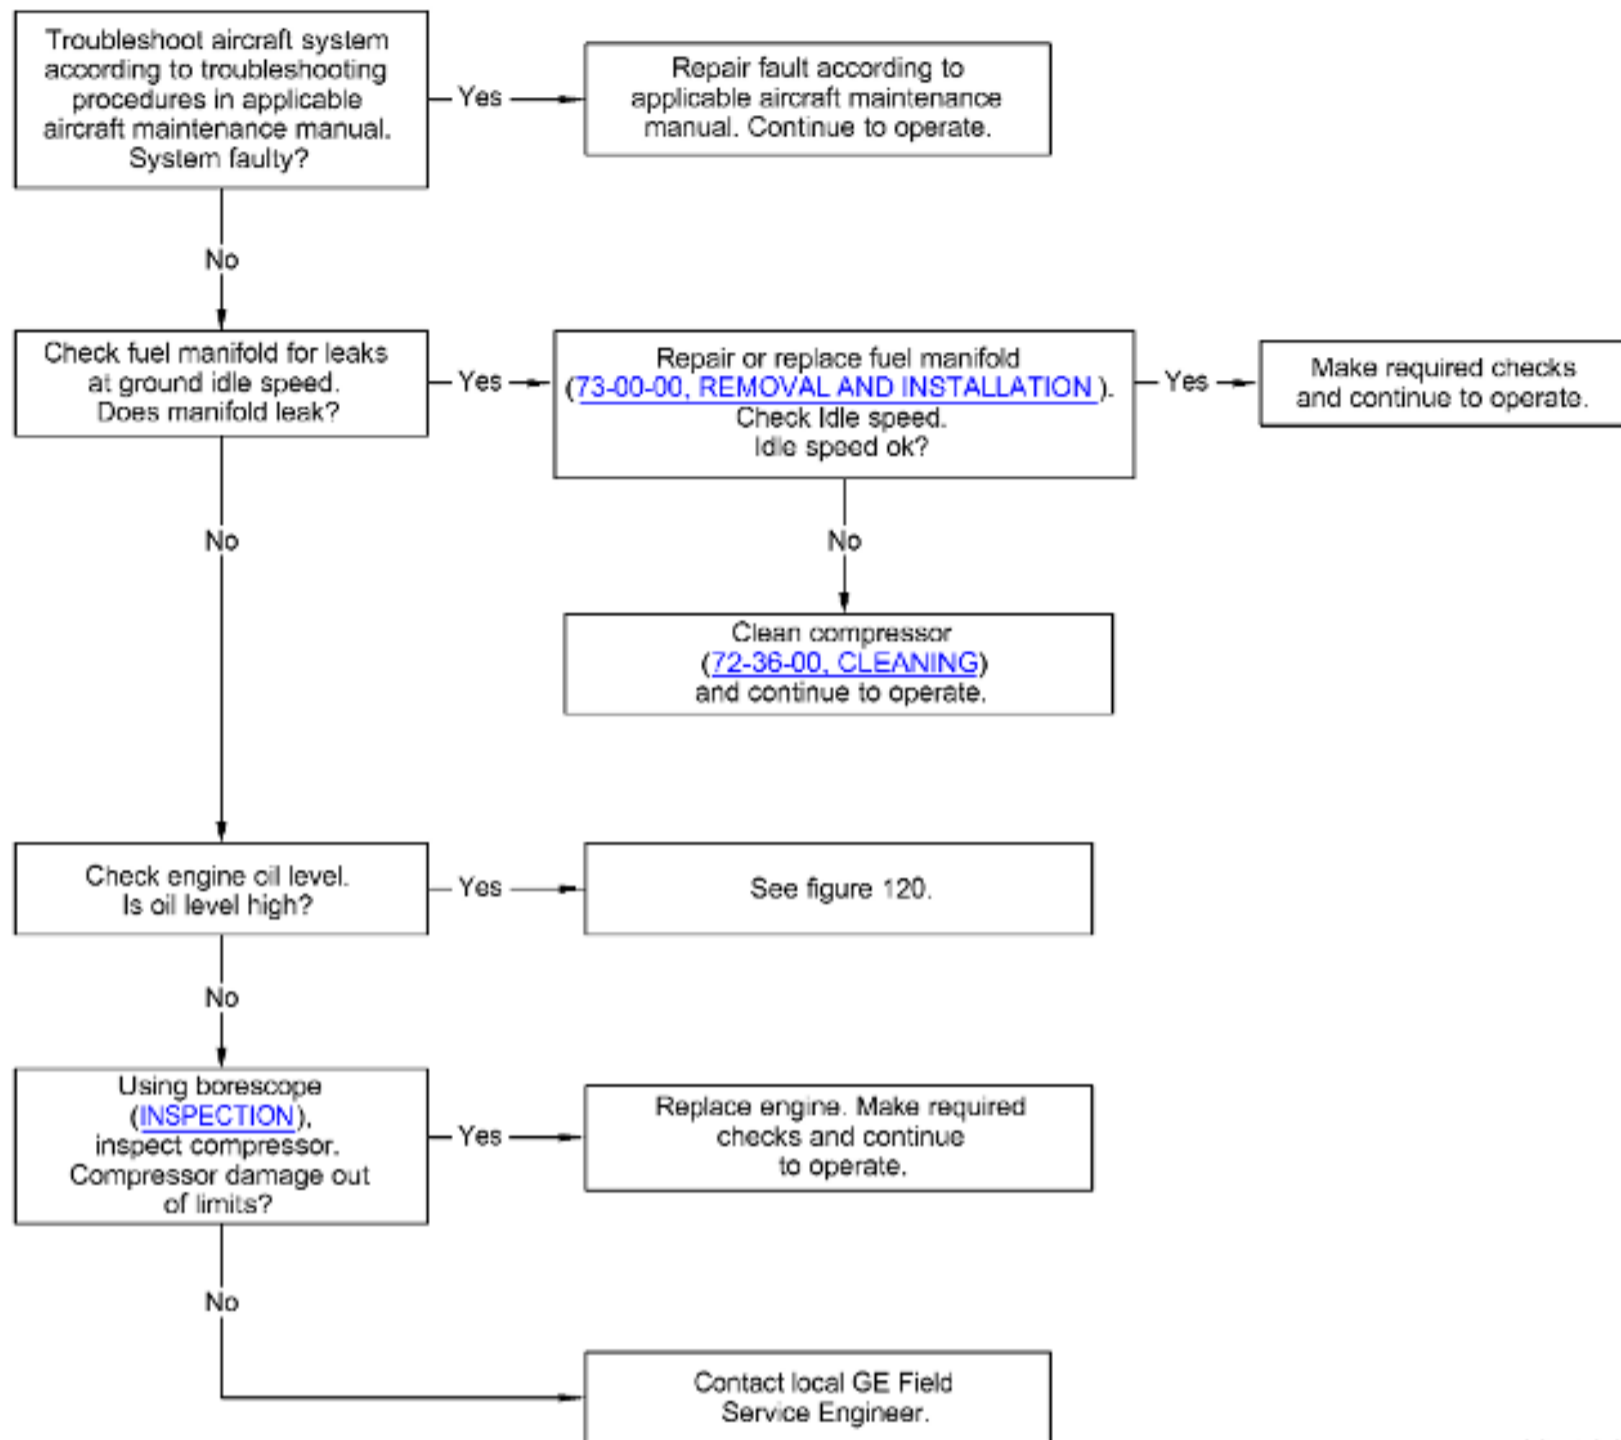 Troubleshoot aircraft system
according to troubleshooting
procedures in applicable
aircraft maintenance manual.
System faulty?
Yes
Repair fault according to
applicable aircraft maintenance
manual. Continue to operate.
No
Check fuel manifold for leaks
at ground idle speed.
Does manifold leak?
Yes
Repair or replace fuel manifold
(73-00-00, REMOVAL AND INSTALLATION ).
Check Idle speed.
Idle speed ok?
Yes
Make required checks
and continue to operate.
No
No
Clean compressor
(72-36-00, CLEANING)
and continue to operate.
Check engine oil level.
Is oil level high?
Yes
See figure 120.
No
Using borescope
(INSPECTION),
inspect compressor.
Compressor damage out
of limits?
Yes
Replace engine. Make required
checks and continue
to operate.
No
Contact local GE Field
Service Engineer.